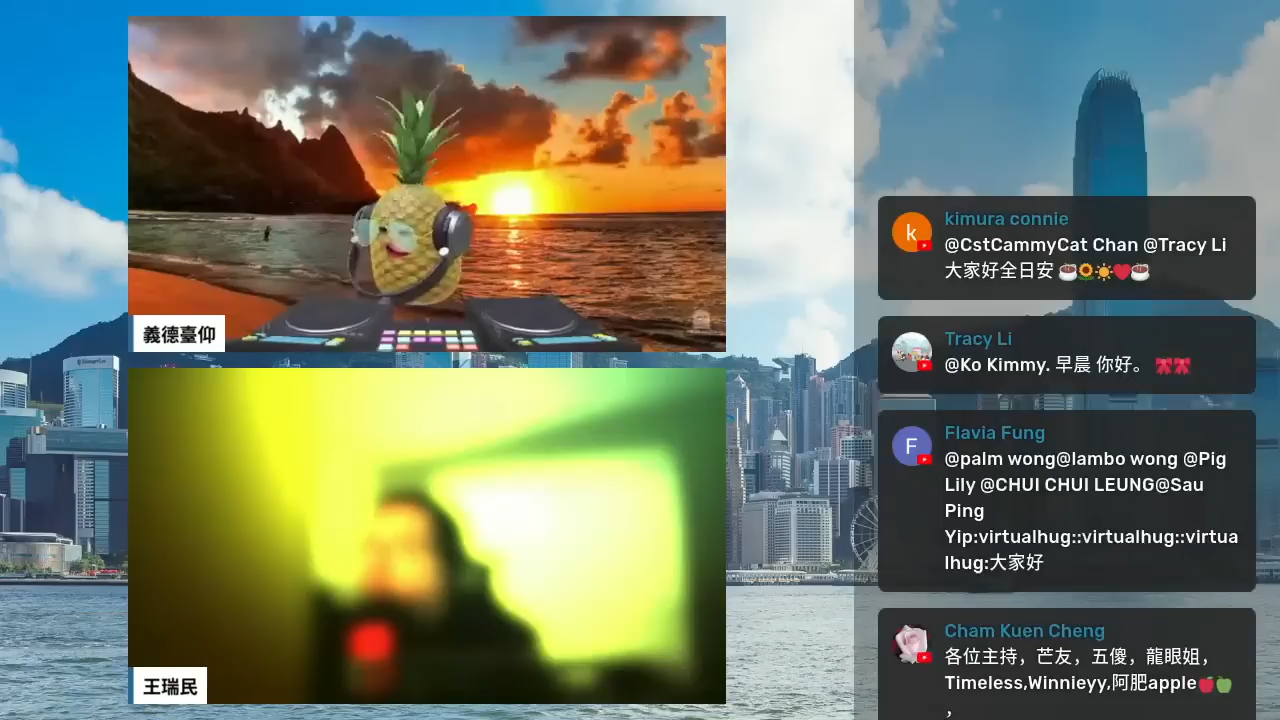 義德臺仰
王瑞民
kimura connie
@CstCammyCat Chan @Tracy Li
大家好全日安 ☕🌻☀️❤️☕
Tracy Li
@Ko Kimmy. 早晨 你好。 🎀🎀
Flavia Fung
@palm wong@lambo wong @Pig
Lily @CHUI CHUI LEUNG@Sau
Ping
Yip:virtualhug::virtualhug::virtua
lhug:大家好
Cham Kuen Cheng
各位主持，芒友，五傻，龍眼姐，
Timeless,Winnieyy,阿肥apple🍎🍏
，